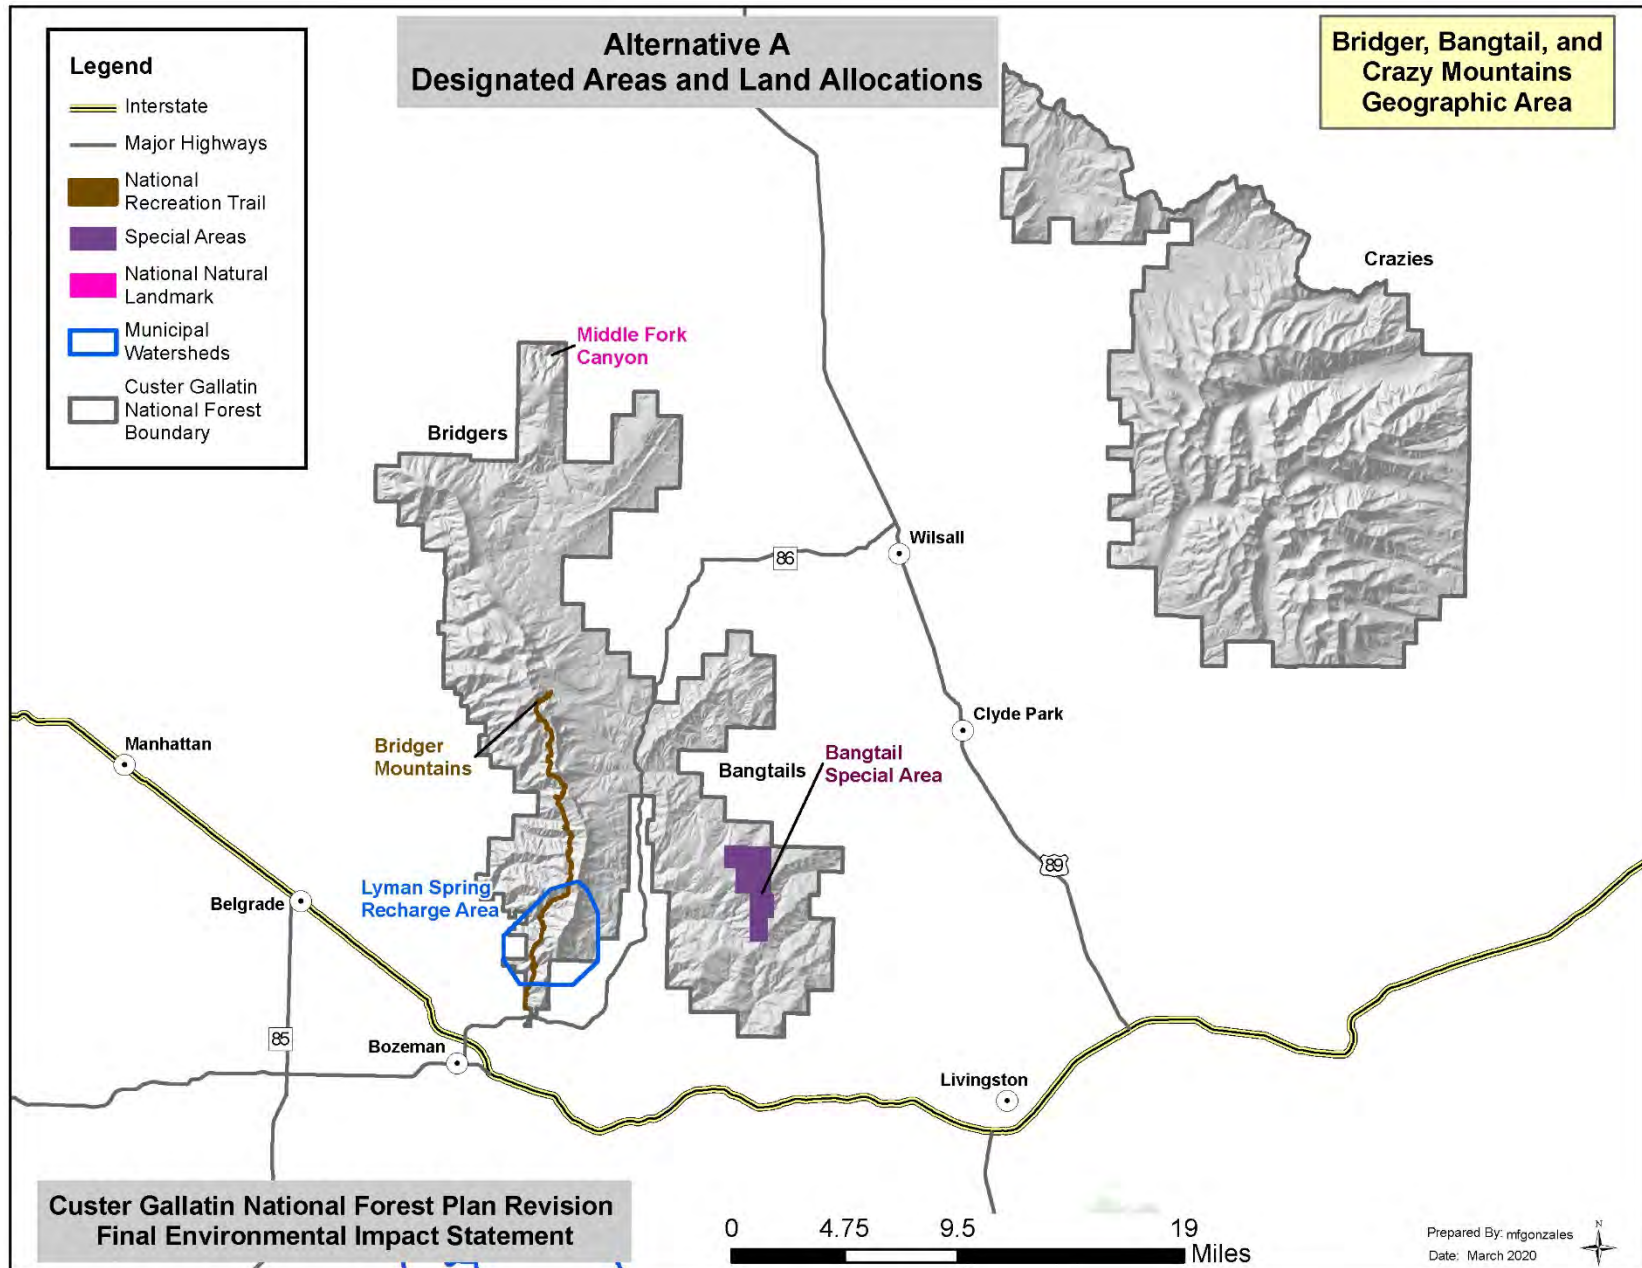 Alternative A
Designated Areas and Land Allocations
Bridger, Bangtail, and
Crazy Mountains
Geographic Area
Legend
Interstate
Major Highways
National
Recreation Trail
Special Areas
National Natural
Landmark
Municipal
Watersheds
Custer Gallatin
National Forest
Boundary
Crazies
Middle Fork
Canyon
Bridgers
Wilsall
86
Clyde Park
Manhattan
Bridger
Mountains
Bangtails
Bangtail
Special Area
89
Lyman Spring
Recharge Area
Belgrade
85
Bozeman
Livingston
Custer Gallatin National Forest Plan Revision
Final Environmental Impact Statement
0 4.75 9.5 19
Miles
Prepared By: mfgonzales
Date: March 2020
N